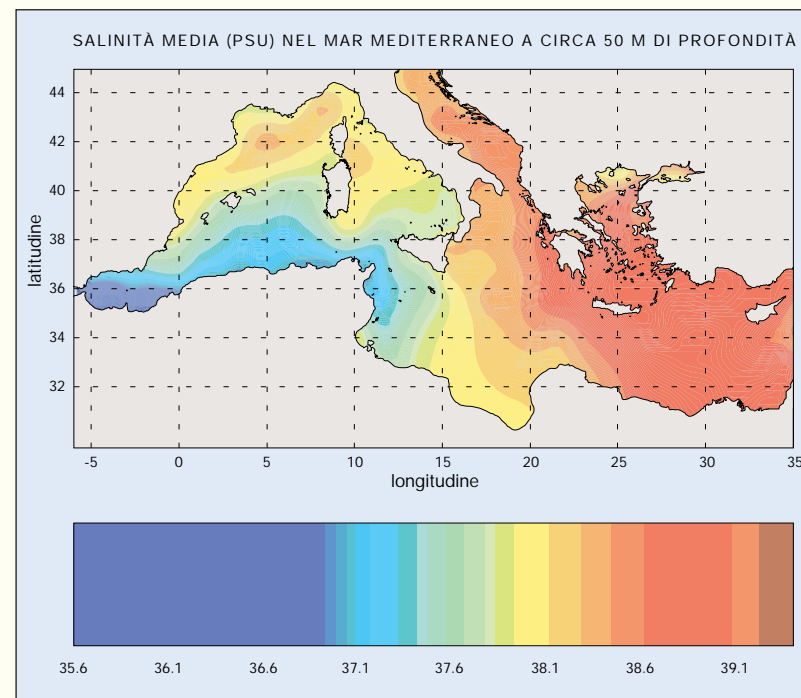 SALINITÀ MEDIA (PSU) NEL MAR MEDITERRANEO A CIRCA 50 M DI PROFONDITÀ
44
42
40
38
36
34
32
latitudine
-5 0 5 10 15 20 25 30 35
longitudine
35.6 36.1 36.6 37.1 37.6 38.1 38.6 39.1